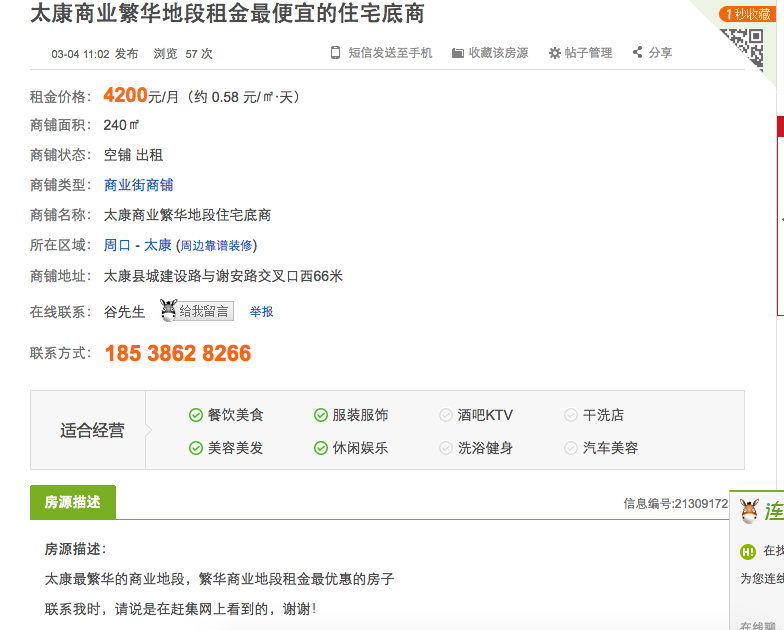 太康商业繁华地段租金最便宜的住宅底商
1秒收藏
03-04 11:02 发布 浏览 57 次 短信发送至手机 收藏该房源 帖子管理 分享
租金价格： 4200元/月（约 0.58 元/㎡·天）
商铺面积： 240㎡
商铺状态： 空铺 出租
商铺类型： 商业街商铺
商铺名称： 太康商业繁华地段住宅底商
所在区域： 周口 - 太康 (周边靠谱装修)
商铺地址： 太康县城建设路与谢安路交叉口西66米
在线联系： 谷先生 给我留言 举报
联系方式： 185 3862 8266
适合经营
餐饮美食 服装服饰 酒吧KTV 干洗店
美容美发 休闲娱乐 洗浴健身 汽车美容
房源描述 信息编号:21309172
房源描述：
太康最繁华的商业地段，繁华商业地段租金最优惠的房子
联系我时，请说是在赶集网上看到的，谢谢！
连
Hi 在找
为您连线
在线聊